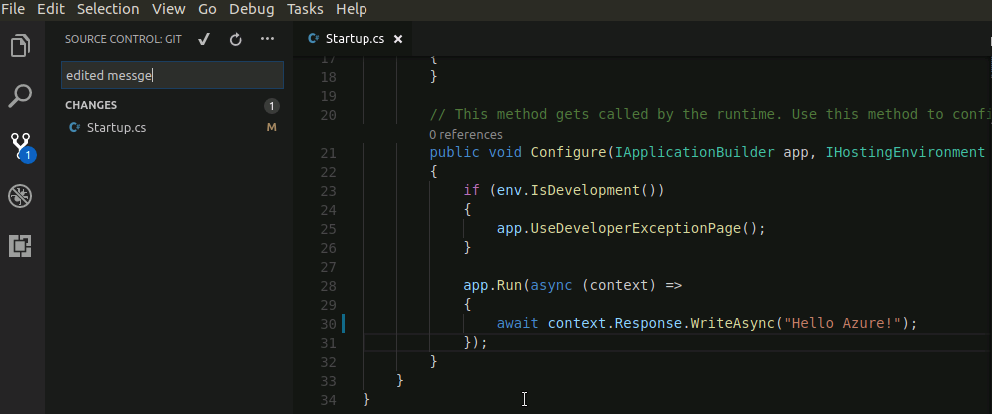 File Edit Selection View Go Debug Tasks Help
SOURCE CONTROL: GIT
edited messge
CHANGES 1
Startup.cs M
1
Startup.cs
17 {
18 }
19
20 // This method gets called by the runtime. Use this method to confi
0 references
21 public void Configure(IApplicationBuilder app, IHostingEnvironment
22 {
23 if (env.IsDevelopment())
24 {
25 app.UseDeveloperExceptionPage();
26 }
27
28 app.Run(async (context) =>
29 {
30 await context.Response.WriteAsync("Hello Azure!");
31 });
32 }
33 }
34 }